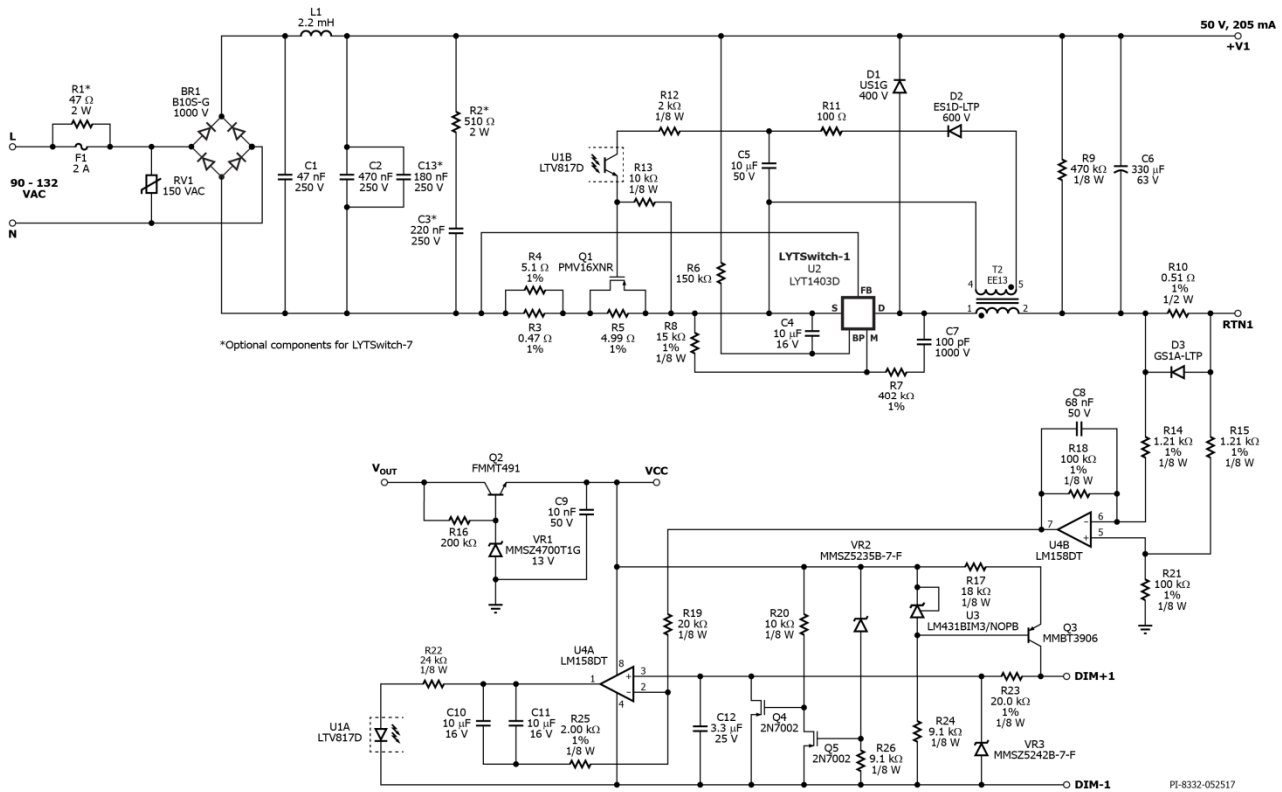 L1
2.2 mH
50 V, 205 mA
+V1
R1*
47 Ω
2 W
BR1
B10S-G
1000 V
L
F1
2 A
90 - 132
VAC
RV1
150 VAC
N
C1
47 nF
250 V
C2
470 nF
250 V
C13*
180 nF
250 V
R2*
510 Ω
2 W
C3*
220 nF
250 V
R12
2 kΩ
1/8 W
U1B
LTV817D
R13
10 kΩ
1/8 W
R11
100 Ω
D1
US1G
400 V
D2
ES1D-LTP
600 V
C5
10 µF
50 V
R9
470 kΩ
1/8 W
C6
330 µF
63 V
R4
5.1 Ω
1%
Q1
PMV16XNR
R6
150 kΩ
LYTSwitch-1
U2
LYT1403D
FB
S
D
BP
M
T2
EE13
4
5
1
2
R10
0.51 Ω
1%
1/2 W
RTN1
R3
0.47 Ω
1%
R5
4.99 Ω
1%
R8
15 kΩ
1%
1/8 W
C4
10 µF
16 V
C7
100 pF
1000 V
R7
402 kΩ
1%
D3
GS1A-LTP
*Optional components for LYTSwitch-7
C8
68 nF
50 V
R18
100 kΩ
1%
1/8 W
R14
1.21 kΩ
1%
1/8 W
R15
1.21 kΩ
1%
1/8 W
VOUT
Q2
FMMT491
VCC
R16
200 kΩ
VR1
MMSZ4700T1G
13 V
C9
10 nF
50 V
7
6
5
-
+
U4B
LM158DT
R21
100 kΩ
1%
1/8 W
VR2
MMSZ5235B-7-F
R17
18 kΩ
1/8 W
U3
LM431BIM3/NOPB
Q3
MMBT3906
R19
20 kΩ
1/8 W
R20
10 kΩ
1/8 W
U4A
LM158DT
8
1
3
2
4
+
-
R22
24 kΩ
1/8 W
DIM+1
R23
20.0 kΩ
1%
1/8 W
U1A
LTV817D
C10
10 µF
16 V
C11
10 µF
16 V
R25
2.00 kΩ
1%
1/8 W
C12
3.3 µF
25 V
Q4
2N7002
Q5
2N7002
R26
9.1 kΩ
1/8 W
R24
9.1 kΩ
1/8 W
VR3
MMSZ5242B-7-F
DIM-1
PI-8332-052517